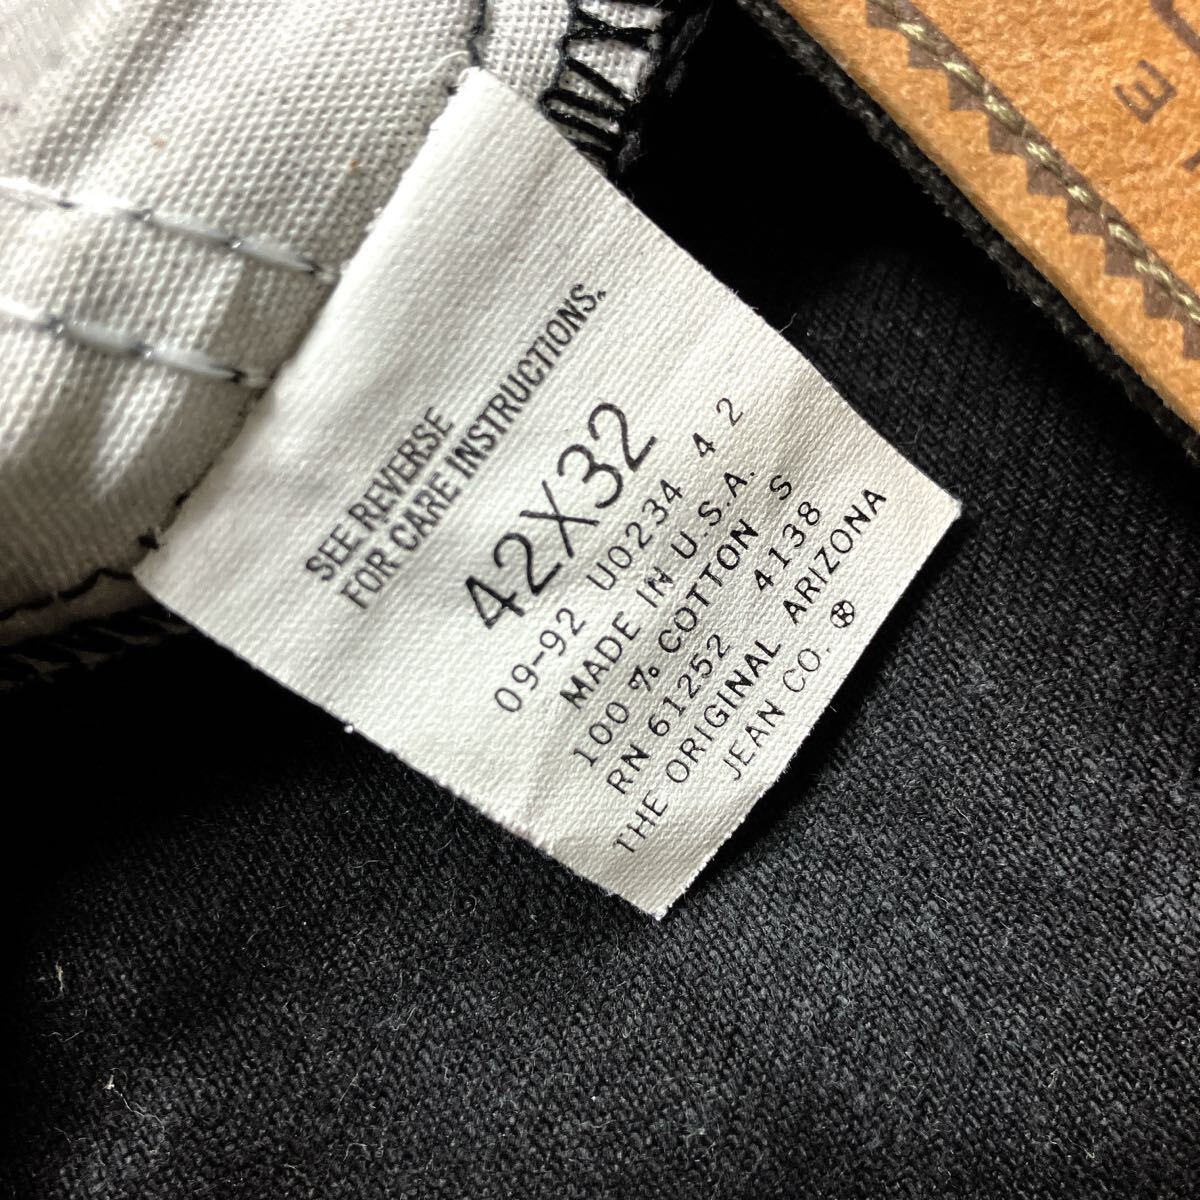 SEE REVERSE
FOR CARE INSTRUCTIONS.
42X32
09-92 U0234 4 2
MADE IN U.S.A.
100 % COTTON S
RN 61252 4138
THE ORIGINAL ARIZONA
JEAN CO. ®